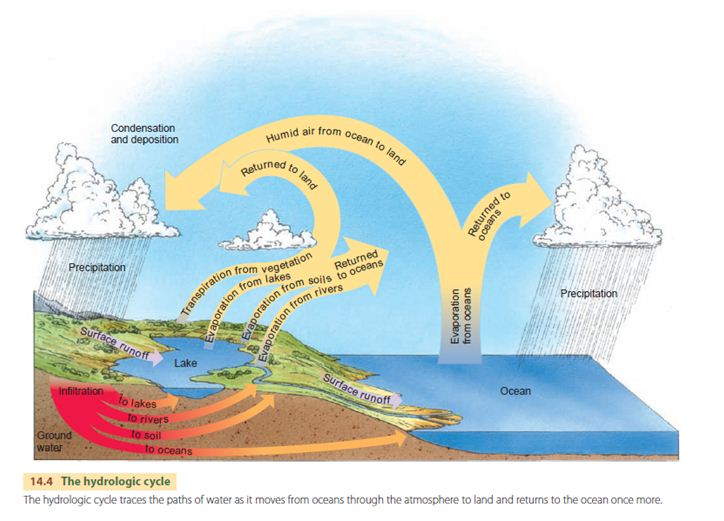 Condensation
and deposition
Humid air from ocean to land
Returned to land
Returned to
oceans
Precipitation
Transpiration from vegetation
Evaporation from lakes
Evaporation from soils
Evaporation from rivers
Returned
to oceans
Evaporation
from oceans
Precipitation
Surface runoff
Lake
Surface runoff
Ocean
Infiltration
to lakes
to rivers
to soil
to oceans
Ground
water
14.4 The hydrologic cycle
The hydrologic cycle traces the paths of water as it moves from oceans through the atmosphere to land and returns to the ocean once more.